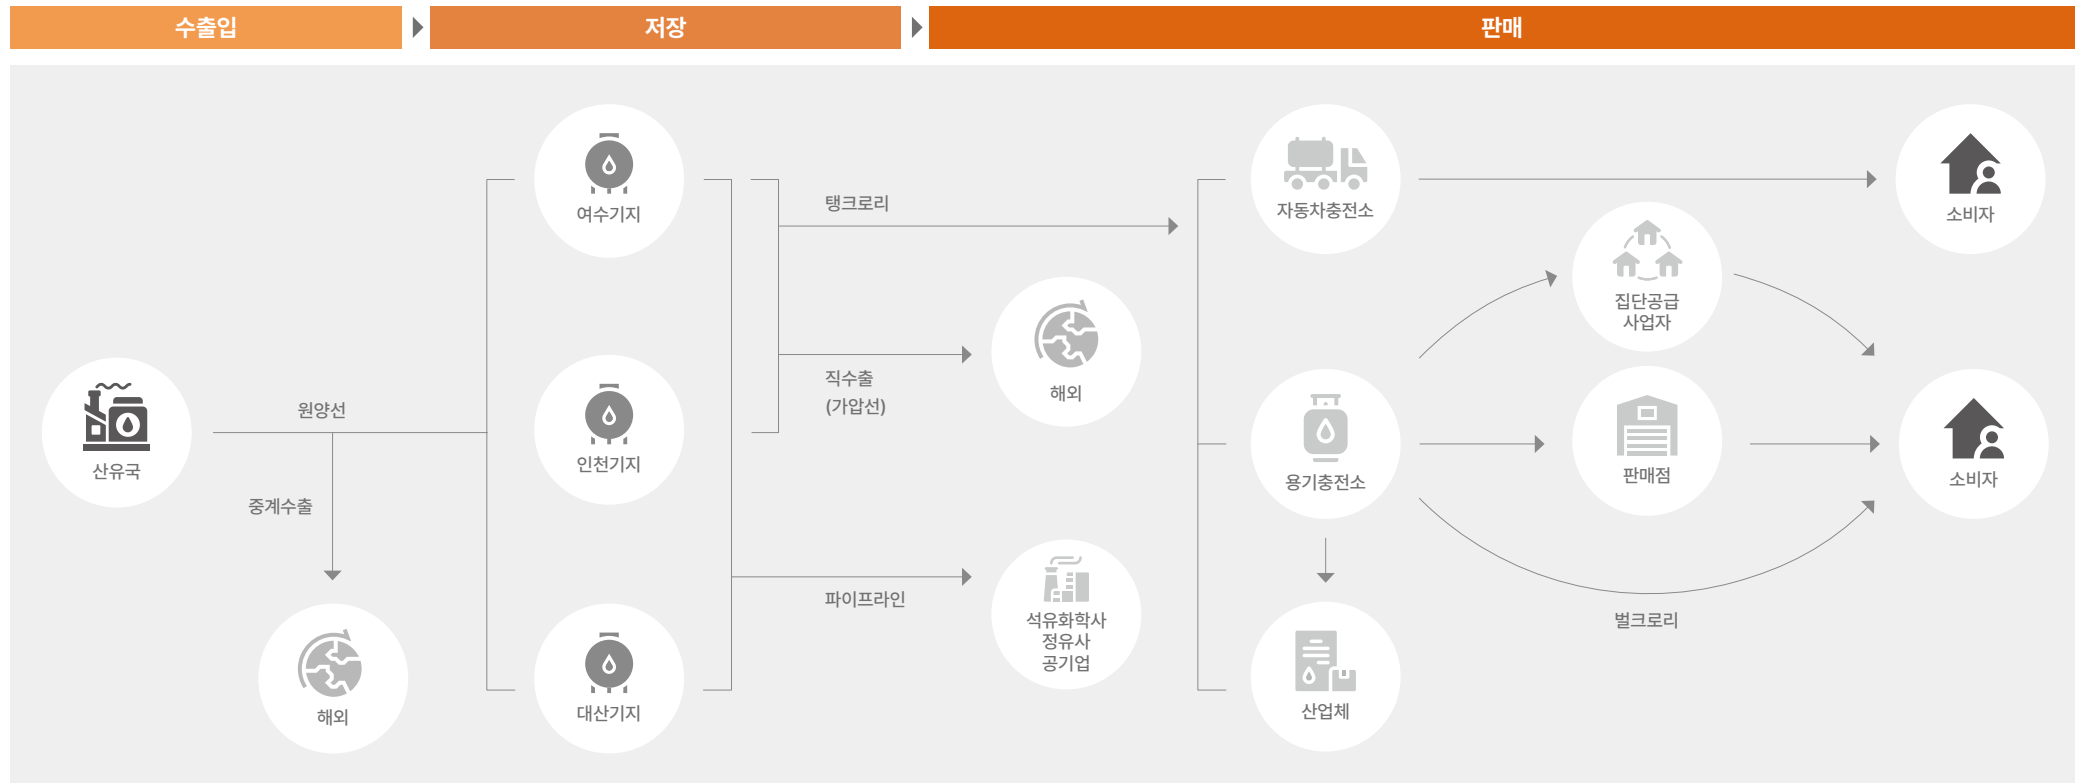 수출입
저장
판매
산유국
원양선
중계수출
해외
여수기지
인천기지
대산기지
탱크로리
직수출
(가압선)
해외
파이프라인
석유화학사
정유사
공기업
자동차충전소
용기충전소
산업체
집단공급
사업자
판매점
벌크로리
소비자
소비자